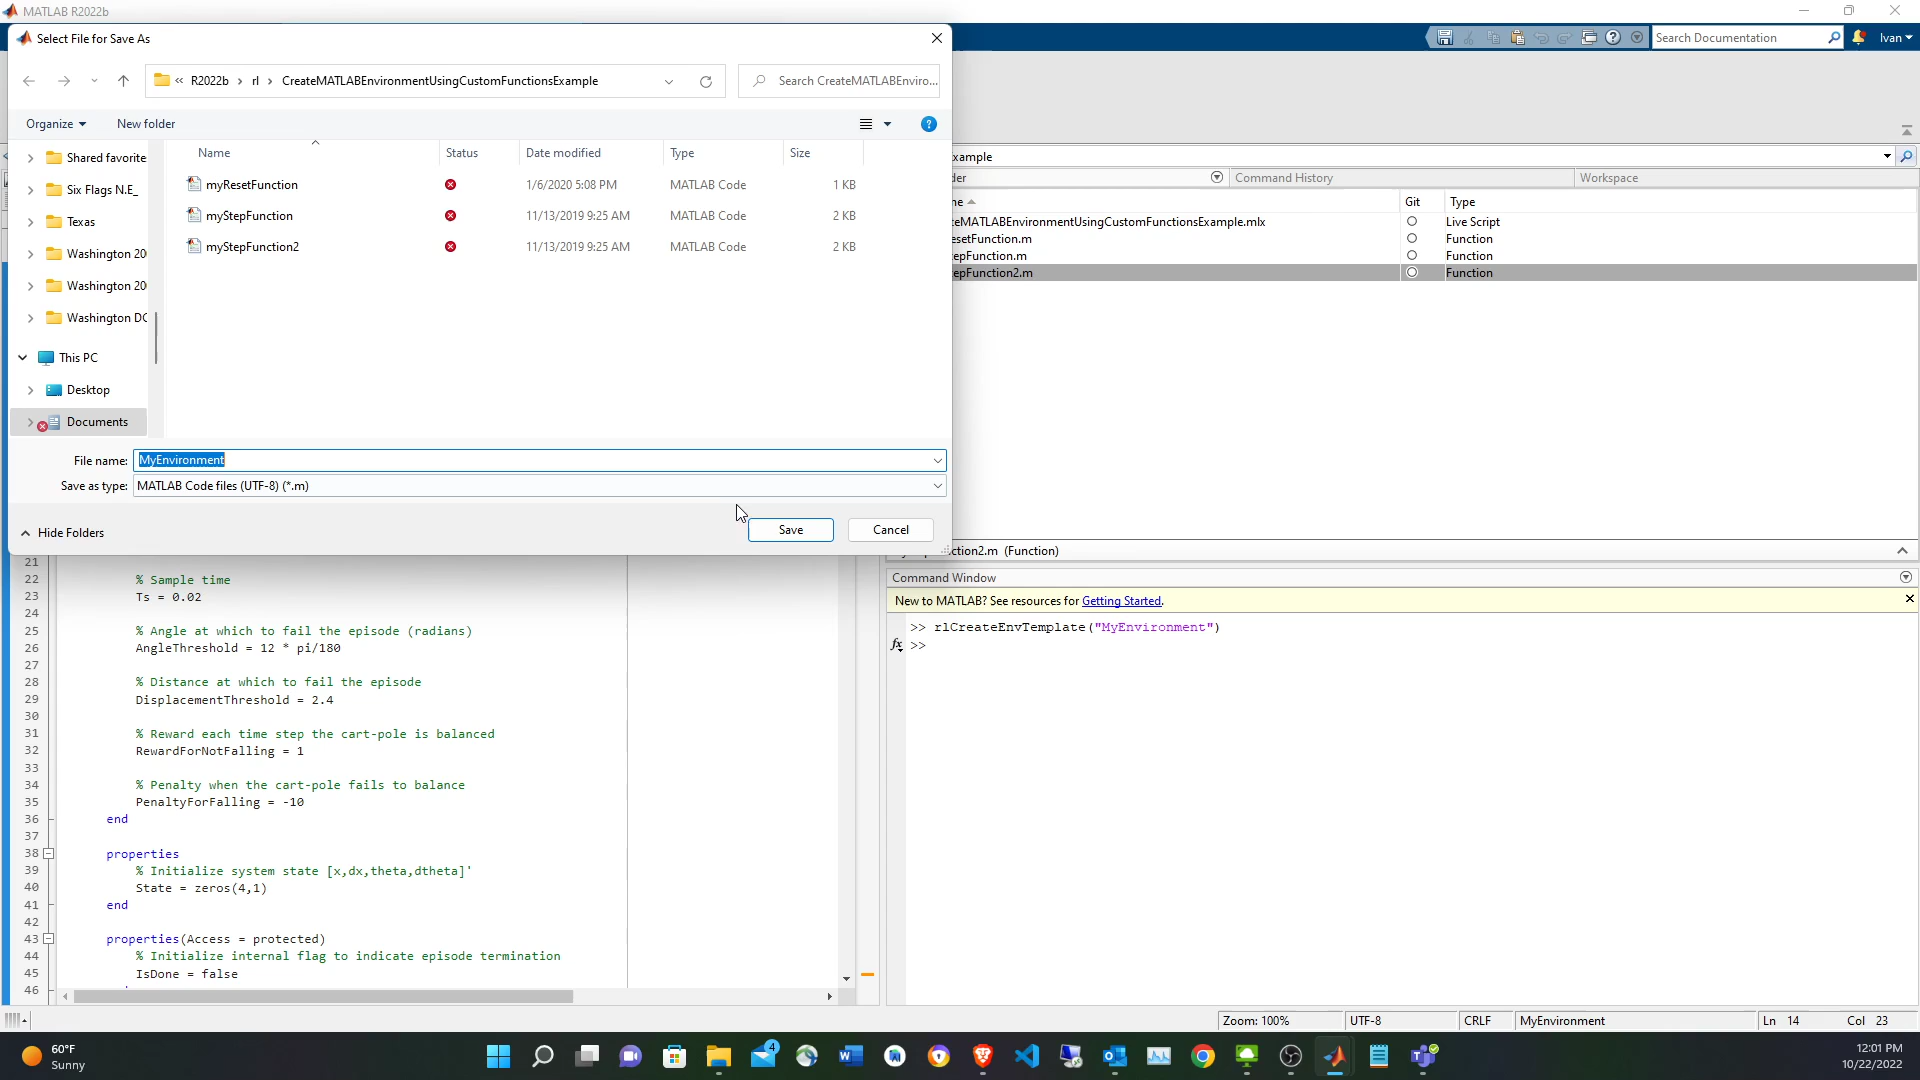 MATLAB R2022b
Select File for Save As
Search Documentation
Ivan
« R2022b › rl › CreateMATLABEnvironmentUsingCustomFunctionsExample
Search CreateMATLABEnviro...
Organize
New folder
Name Status Date modified Type Size
myResetFunction 1/6/2020 5:08 PM MATLAB Code 1 KB
myStepFunction 11/13/2019 9:25 AM MATLAB Code 2 KB
myStepFunction2 11/13/2019 9:25 AM MATLAB Code 2 KB
Shared favorite
Six Flags N.E_
Texas
Washington 20
Washington 20
Washington DC
This PC
Desktop
Documents
File name: MyEnvironment
Save as type: MATLAB Code files (UTF-8) (*.m)
Hide Folders
Save
Cancel
xample
der
Command History
Workspace
ne Git Type
eMATLABEnvironmentUsingCustomFunctionsExample.mlx Live Script
esetFunction.m Function
epFunction.m Function
epFunction2.m Function
ction2.m (Function)
21
22 % Sample time
23 Ts = 0.02
24
25 % Angle at which to fail the episode (radians)
26 AngleThreshold = 12 * pi/180
27
28 % Distance at which to fail the episode
29 DisplacementThreshold = 2.4
30
31 % Reward each time step the cart-pole is balanced
32 RewardForNotFalling = 1
33
34 % Penalty when the cart-pole fails to balance
35 PenaltyForFalling = -10
36 end
37
38 properties
39 % Initialize system state [x,dx,theta,dtheta]'
40 State = zeros(4,1)
41 end
42
43 properties(Access = protected)
44 % Initialize internal flag to indicate episode termination
45 IsDone = false
46
Command Window
New to MATLAB? See resources for Getting Started.
>> rlCreateEnvTemplate("MyEnvironment")
fx >>
Zoom: 100% UTF-8 CRLF MyEnvironment Ln 14 Col 23
60°F
Sunny
4
12:01 PM
10/22/2022